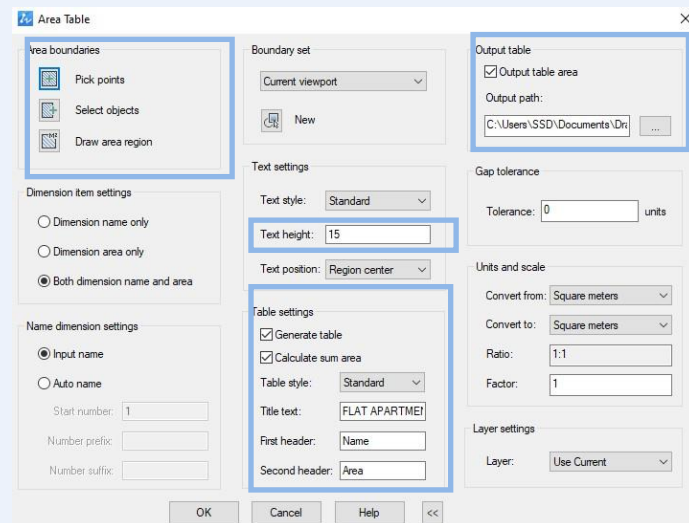 Area Table
Area boundaries
Pick points
Select objects
Draw area region
Dimension item settings
Dimension name only
Dimension area only
Both dimension name and area
Name dimension settings
Input name
Auto name
Start number: 1
Number prefix:
Number suffix:
Boundary set
Current viewport
New
Text settings
Text style: Standard
Text height: 15
Text position: Region center
Table settings
Generate table
Calculate sum area
Table style: Standard
Title text: FLAT APARTMEN
First header: Name
Second header: Area
Output table
Output table area
Output path:
C:\Users\SSD\Documents\Dra ...
Gap tolerance
Tolerance: 0 units
Units and scale
Convert from: Square meters
Convert to: Square meters
Ratio: 1:1
Factor: 1
Layer settings
Layer: Use Current
OK Cancel Help <<